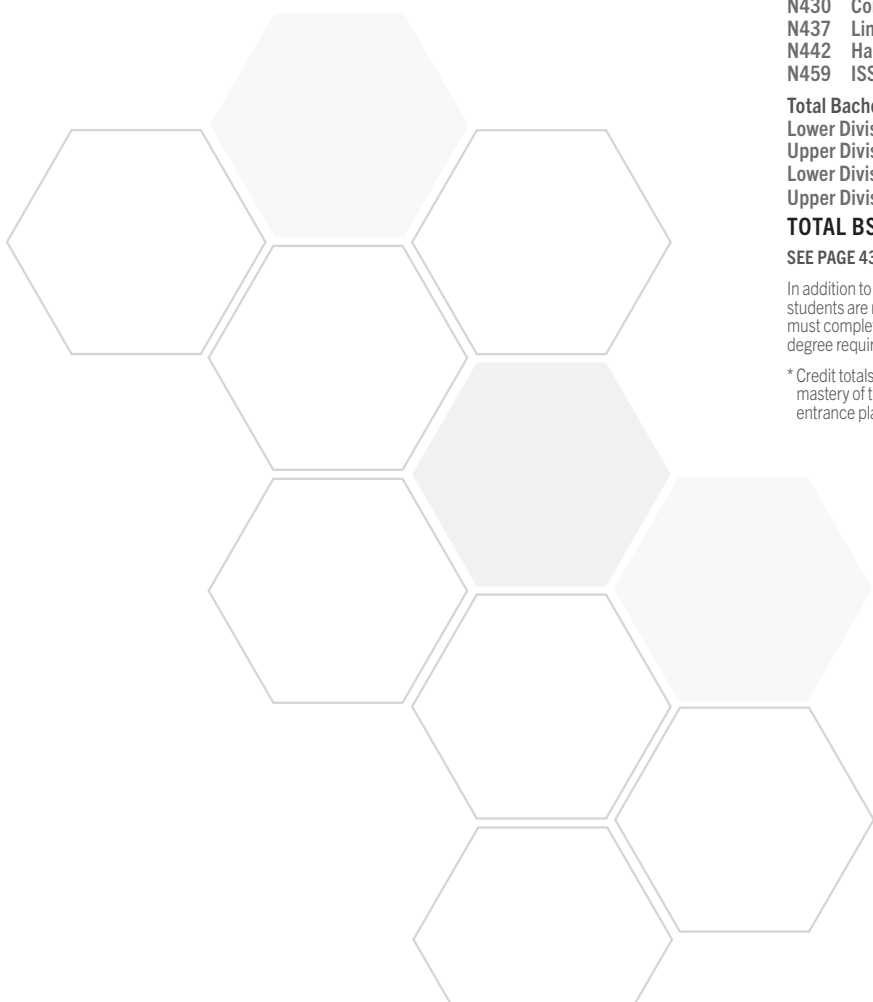 N430 Co
N437 Lin
N442 Ha
N459 ISS
Total Bach
Lower Divis
Upper Divis
Lower Divis
Upper Divis
TOTAL BS
SEE PAGE 43
In addition to
students are
must comple
degree requi
* Credit totals
mastery of t
entrance pla